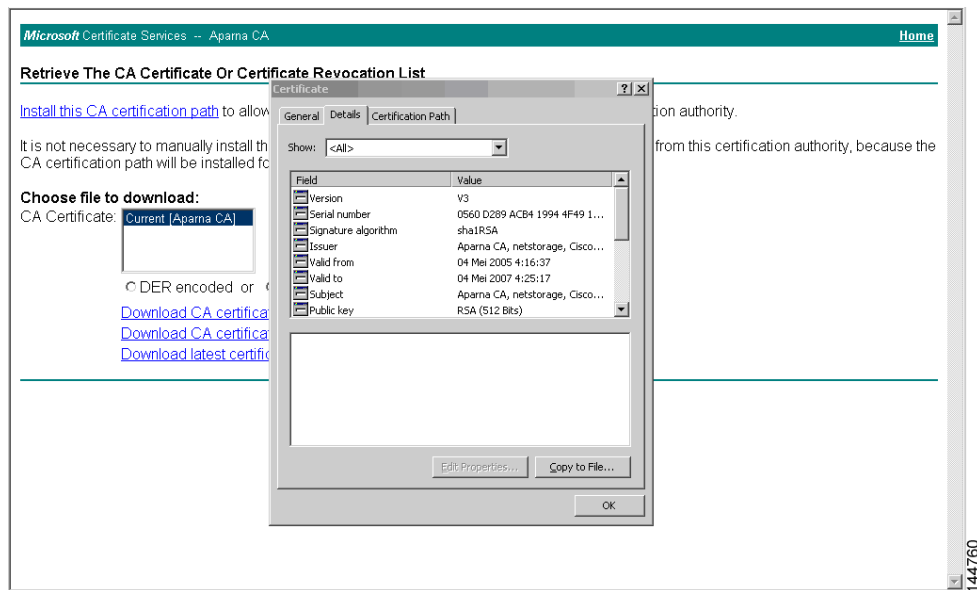 Microsoft Certificate Services -- Aparna CA Home
Retrieve The CA Certificate Or Certificate Revocation List
Install this CA certification path to allow
tion authority.
It is not necessary to manually install th
from this certification authority, because the
CA certification path will be installed fo
Choose file to download:
CA Certificate: Current [Aparna CA]
DER encoded or
Download CA certifica
Download CA certifica
Download latest certific
Certificate
General Details Certification Path
Show: <All>
Field Value
Version V3
Serial number 0560 D289 ACB4 1994 4F49 1...
Signature algorithm sha1RSA
Issuer Aparna CA, netstorage, Cisco...
Valid from 04 Mei 2005 4:16:37
Valid to 04 Mei 2007 4:25:17
Subject Aparna CA, netstorage, Cisco...
Public key RSA (512 Bits)
Edit Properties... Copy to File...
OK
144760